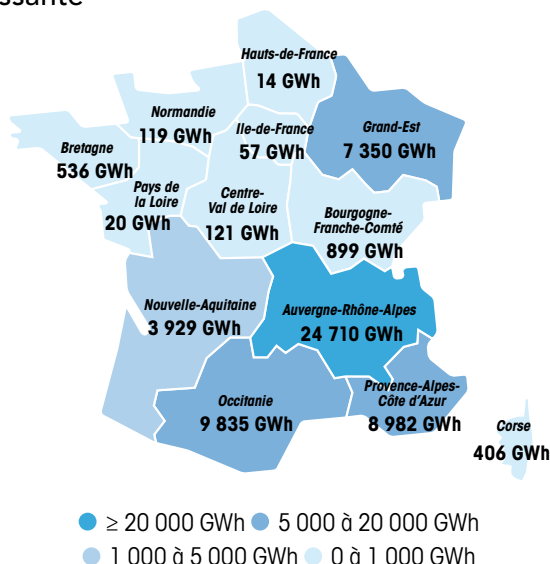 Hauts-de-France
14 GWh
Normandie
119 GWh
Ile-de-France
57 GWh
Grand-Est
7 350 GWh
Bretagne
536 GWh
Pays de
la Loire
20 GWh
Centre-
Val de Loire
121 GWh
Bourgogne-
Franche-Comté
899 GWh
Nouvelle-Aquitaine
3 929 GWh
Auvergne-Rhône-Alpes
24 710 GWh
Occitanie
9 835 GWh
Provence-Alpes-
Côte d'Azur
8 982 GWh
Corse
406 GWh
≥ 20 000 GWh 5 000 à 20 000 GWh
1 000 à 5 000 GWh 0 à 1 000 GWh